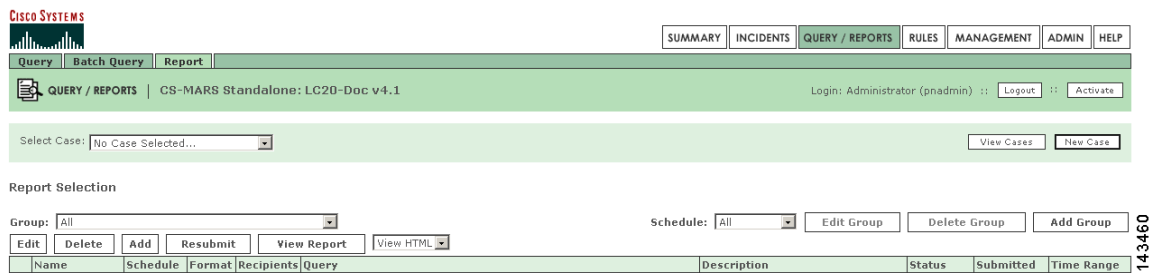 CISCO SYSTEMS
SUMMARY INCIDENTS QUERY / REPORTS RULES MANAGEMENT ADMIN HELP
Query Batch Query Report
QUERY / REPORTS | CS-MARS Standalone: LC20-Doc v4.1 Login: Administrator (pnadmin) :: Logout :: Activate
Select Case: No Case Selected... View Cases New Case
Report Selection
Group: All Schedule: All Edit Group Delete Group Add Group
Edit Delete Add Resubmit View Report View HTML
Name Schedule Format Recipients Query Description Status Submitted Time Range
143460